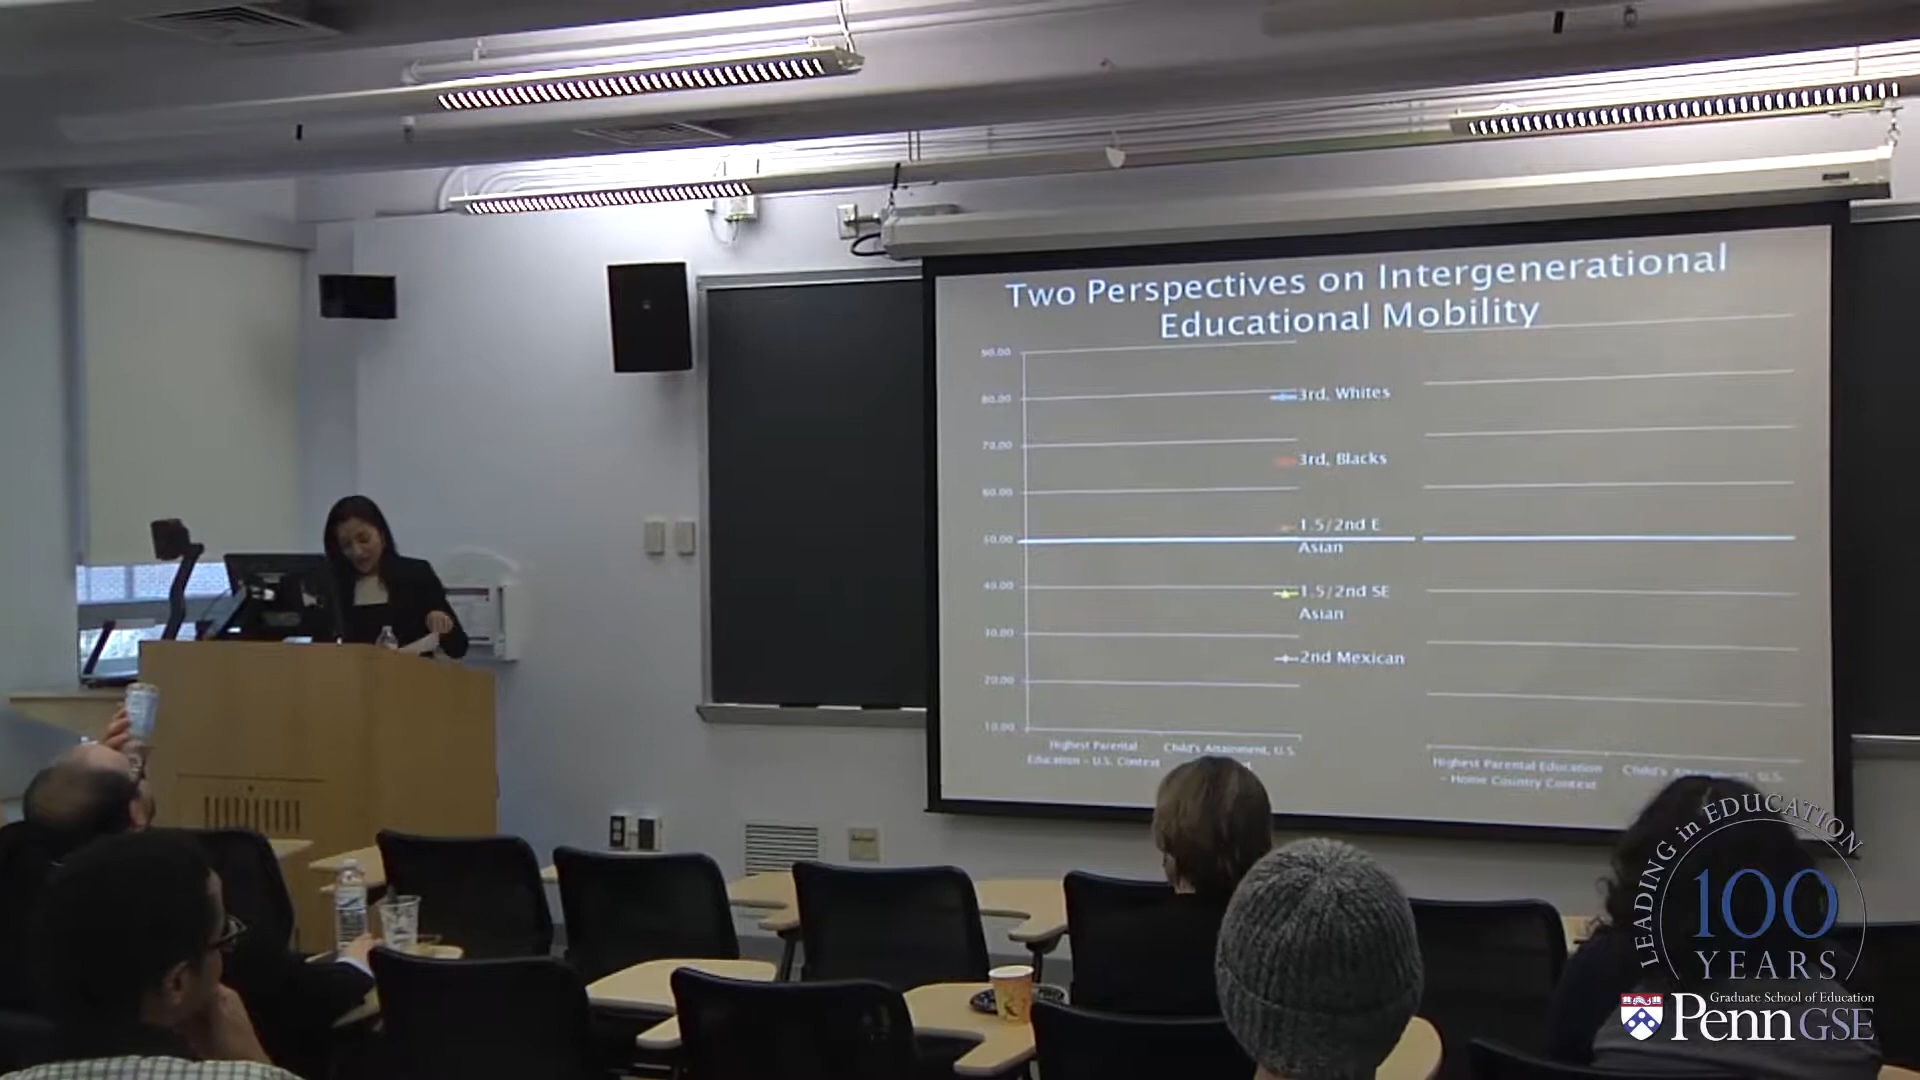 Two Perspectives on Intergenerational
Educational Mobility
90.00
80.00
70.00
60.00
50.00
40.00
30.00
20.00
10.00
3rd, Whites
3rd, Blacks
1.5/2nd E
Asian
1.5/2nd SE
Asian
2nd Mexican
Highest Parental
Education - U.S. Context
Child's Attainment, U.S.
Highest Parental Education
- Home Country Context
Child's Attainment, U.S.
LEADING in EDUCATION
100
YEARS
Graduate School of Education
Penn GSE